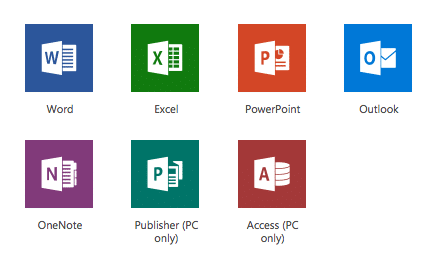 W
X
P
O
Word
Excel
PowerPoint
Outlook
N
P
A
OneNote
Publisher (PC
only)
Access (PC
only)